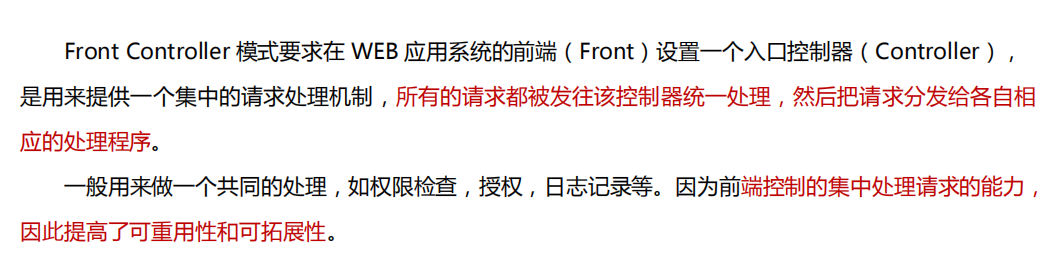 Front Controller 模式要求在 WEB 应用系统的前端（Front）设置一个入口控制器（Controller），
是用来提供一个集中的请求处理机制，所有的请求都被发往该控制器统一处理，然后把请求分发给各自相
应的处理程序。
一般用来做一个共同的处理，如权限检查，授权，日志记录等。因为前端控制的集中处理请求的能力，
因此提高了可重用性和可拓展性。